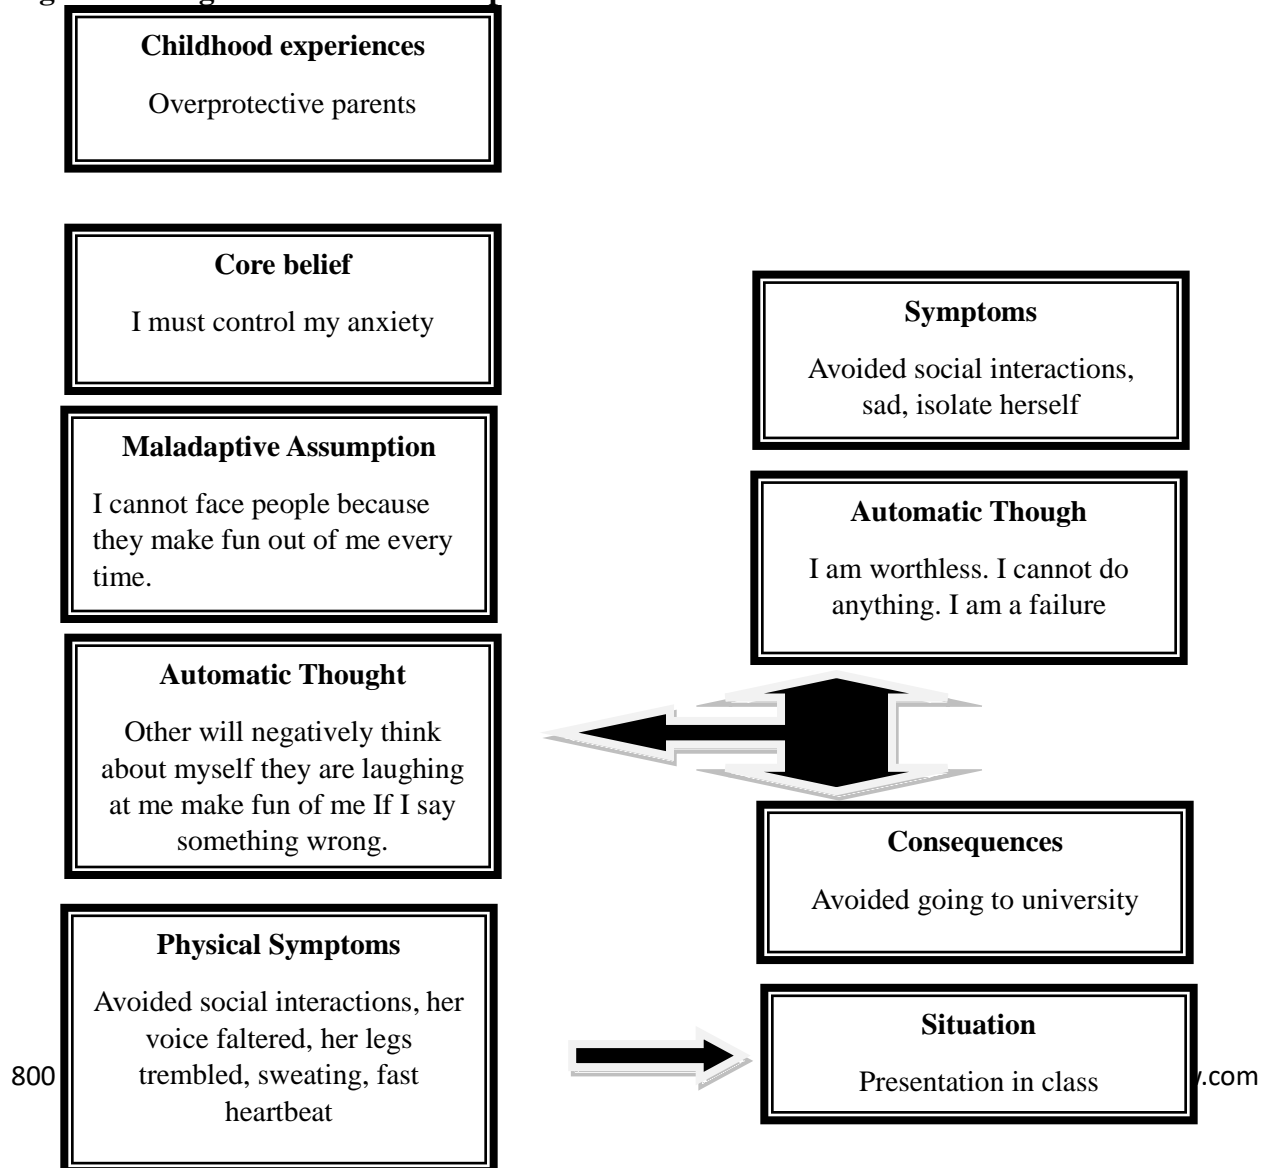 Childhood experiences
Overprotective parents
Core belief
I must control my anxiety
Maladaptive Assumption
I cannot face people because
they make fun out of me every
time.
Automatic Thought
Other will negatively think
about myself they are laughing
at me make fun of me If I say
something wrong.
Physical Symptoms
Avoided social interactions, her
voice faltered, her legs
trembled, sweating, fast
heartbeat
Symptoms
Avoided social interactions,
sad, isolate herself
Automatic Though
I am worthless. I cannot do
anything. I am a failure
Consequences
Avoided going to university
Situation
Presentation in class
800
.com